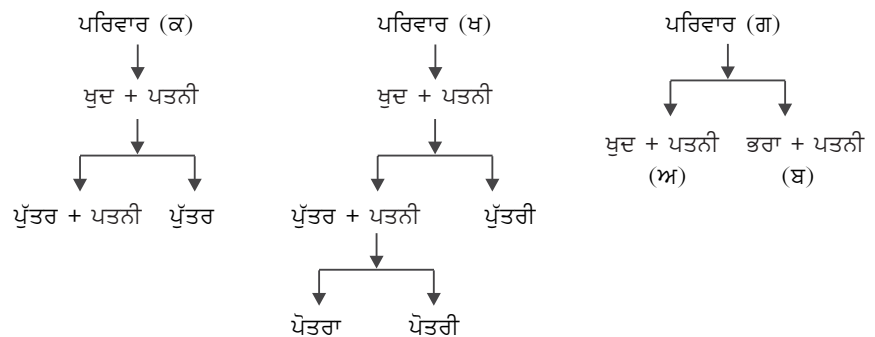 ਪਰਿਵਾਰ (ਕ)
ਖੁਦ + ਪਤਨੀ
ਪੁੱਤਰ + ਪਤਨੀ ਪੁੱਤਰ
ਪਰਿਵਾਰ (ਖ)
ਖੁਦ + ਪਤਨੀ
ਪੁੱਤਰ + ਪਤਨੀ ਪੁੱਤਰੀ
ਪੋਤਰਾ ਪੋਤਰੀ
ਪਰਿਵਾਰ (ਗ)
ਖੁਦ + ਪਤਨੀ ਭਰਾ + ਪਤਨੀ
(ਅ) (ਬ)